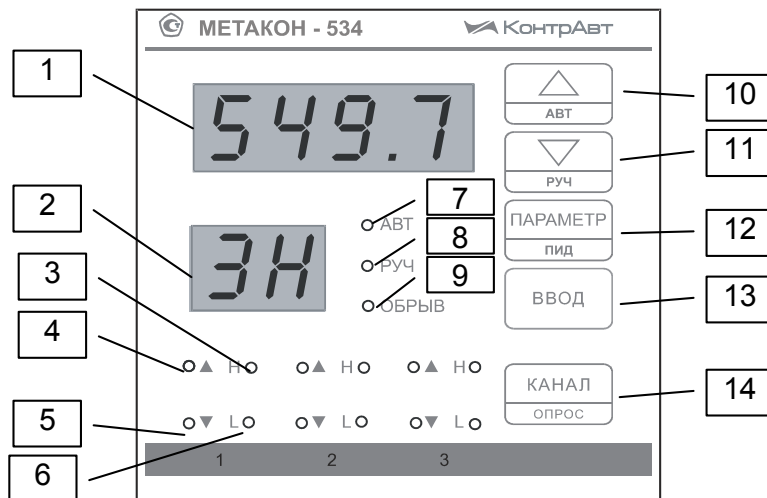 МЕТАКОН - 534 КонтрАвт
1
549.7
АВТ
10
РУЧ
11
2
3H
7
АВТ
8
РУЧ
9
ОБРЫВ
ПАРАМЕТР
ПИД
12
ВВОД
13
3
4
H H H
КАНАЛ
ОПРОС
14
5
L L L
6
1 2 3